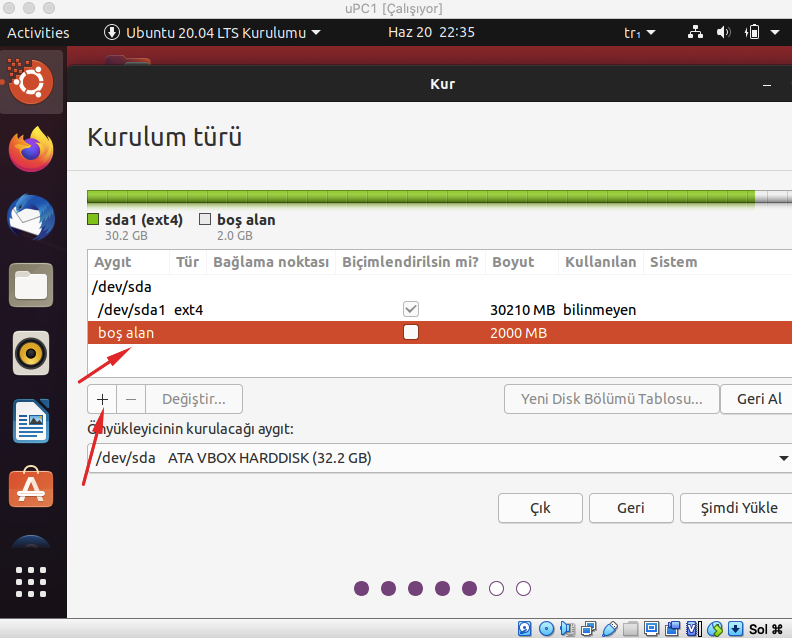 uPC1 [Çalışıyor]
Activities Ubuntu 20.04 LTS Kurulumu Haz 20 22:35 tr₁
Kur
Kurulum türü
sda1 (ext4) boş alan
30.2 GB 2.0 GB
Aygıt Tür Bağlama noktası Biçimlendirilsin mi? Boyut Kullanılan Sistem
/dev/sda
/dev/sda1 ext4 30210 MB bilinmeyen
boş alan 2000 MB
+ − Değiştir... Yeni Disk Bölümü Tablosu... Geri Al
Önyükleyicinin kurulacağı aygıt:
/dev/sda ATA VBOX HARDDISK (32.2 GB)
Çık Geri Şimdi Yükle
Sol ⌘